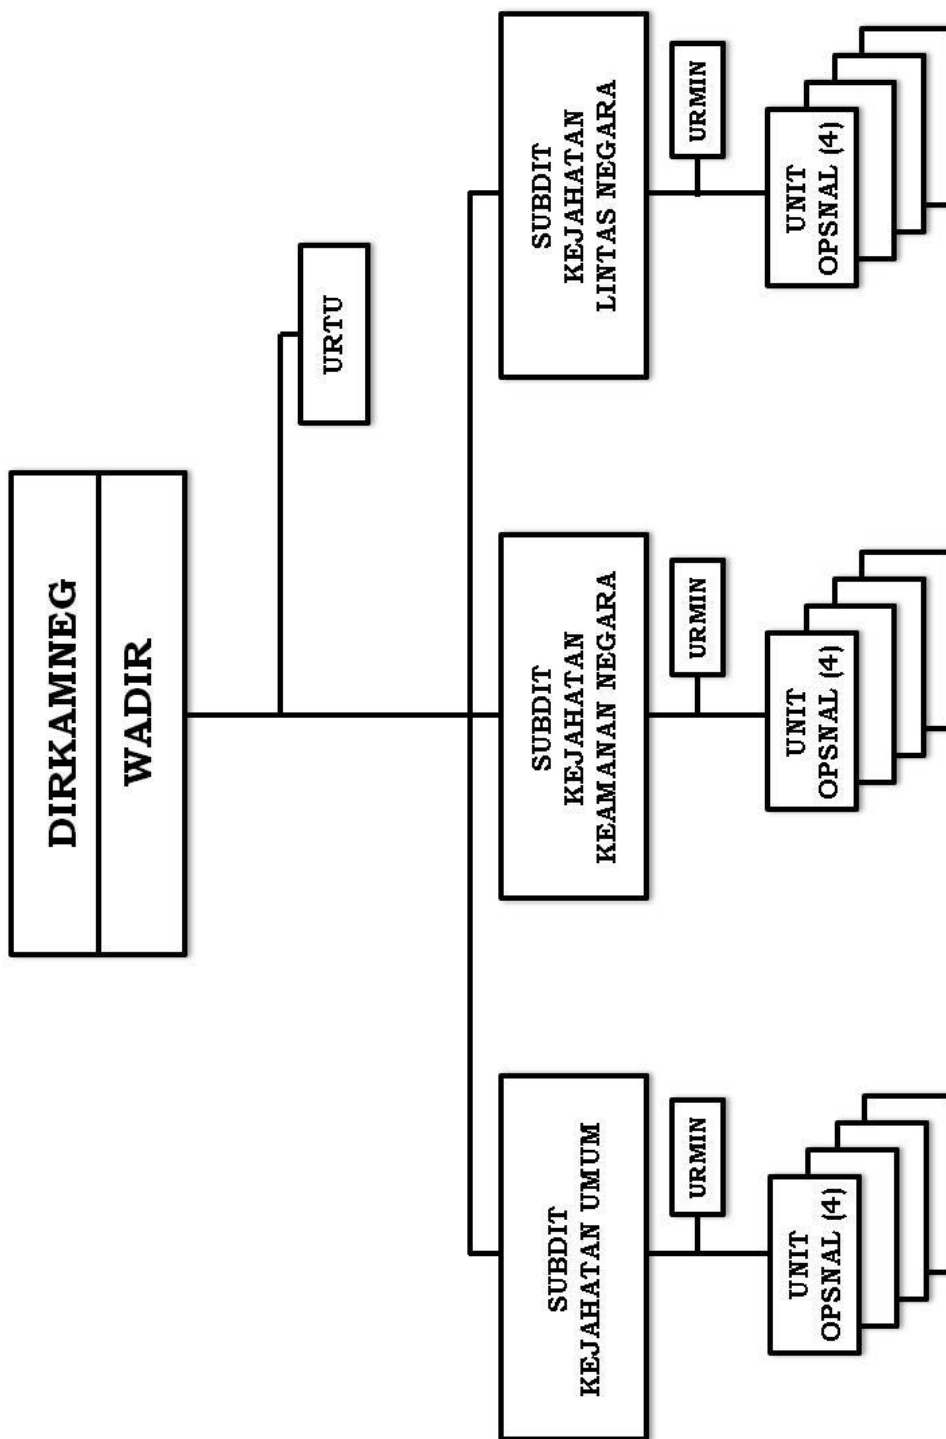 DIRKAMNEG
WADIR
URTU
SUBDIT
KEJAHATAN UMUM
SUBDIT
KEJAHATAN
KEAMANAN NEGARA
SUBDIT
KEJAHATAN
LINTAS NEGARA
URMIN
URMIN
URMIN
UNIT
OPSNAL (4)
UNIT
OPSNAL (4)
UNIT
OPSNAL (4)